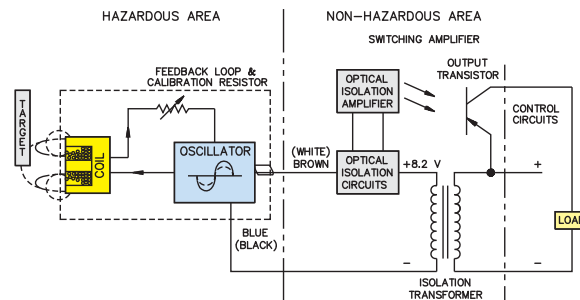 HAZARDOUS AREA
NON-HAZARDOUS AREA
SWITCHING AMPLIFIER
FEEDBACK LOOP &
CALIBRATION RESISTOR
OPTICAL
ISOLATION
AMPLIFIER
OUTPUT
TRANSISTOR
TARGET
COIL
OSCILLATOR
(WHITE)
BROWN
OPTICAL
ISOLATION
CIRCUITS
+8.2 V
CONTROL
CIRCUITS
+
BLUE
(BLACK)
LOAD
–
–
ISOLATION
TRANSFORMER